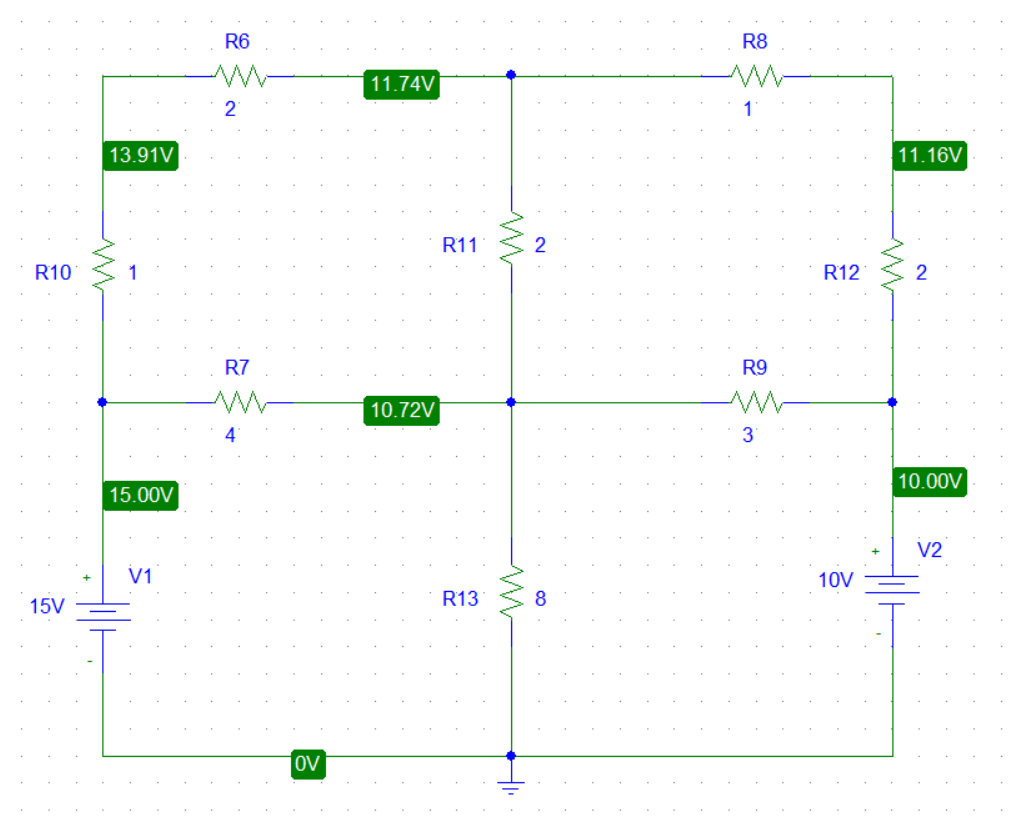 R6
R8
11.74V
2
1
13.91V
11.16V
R11
2
R10
1
R12
2
R7
R9
10.72V
4
3
15.00V
10.00V
+
V2
+
V1
10V
15V
R13
8
-
-
0V